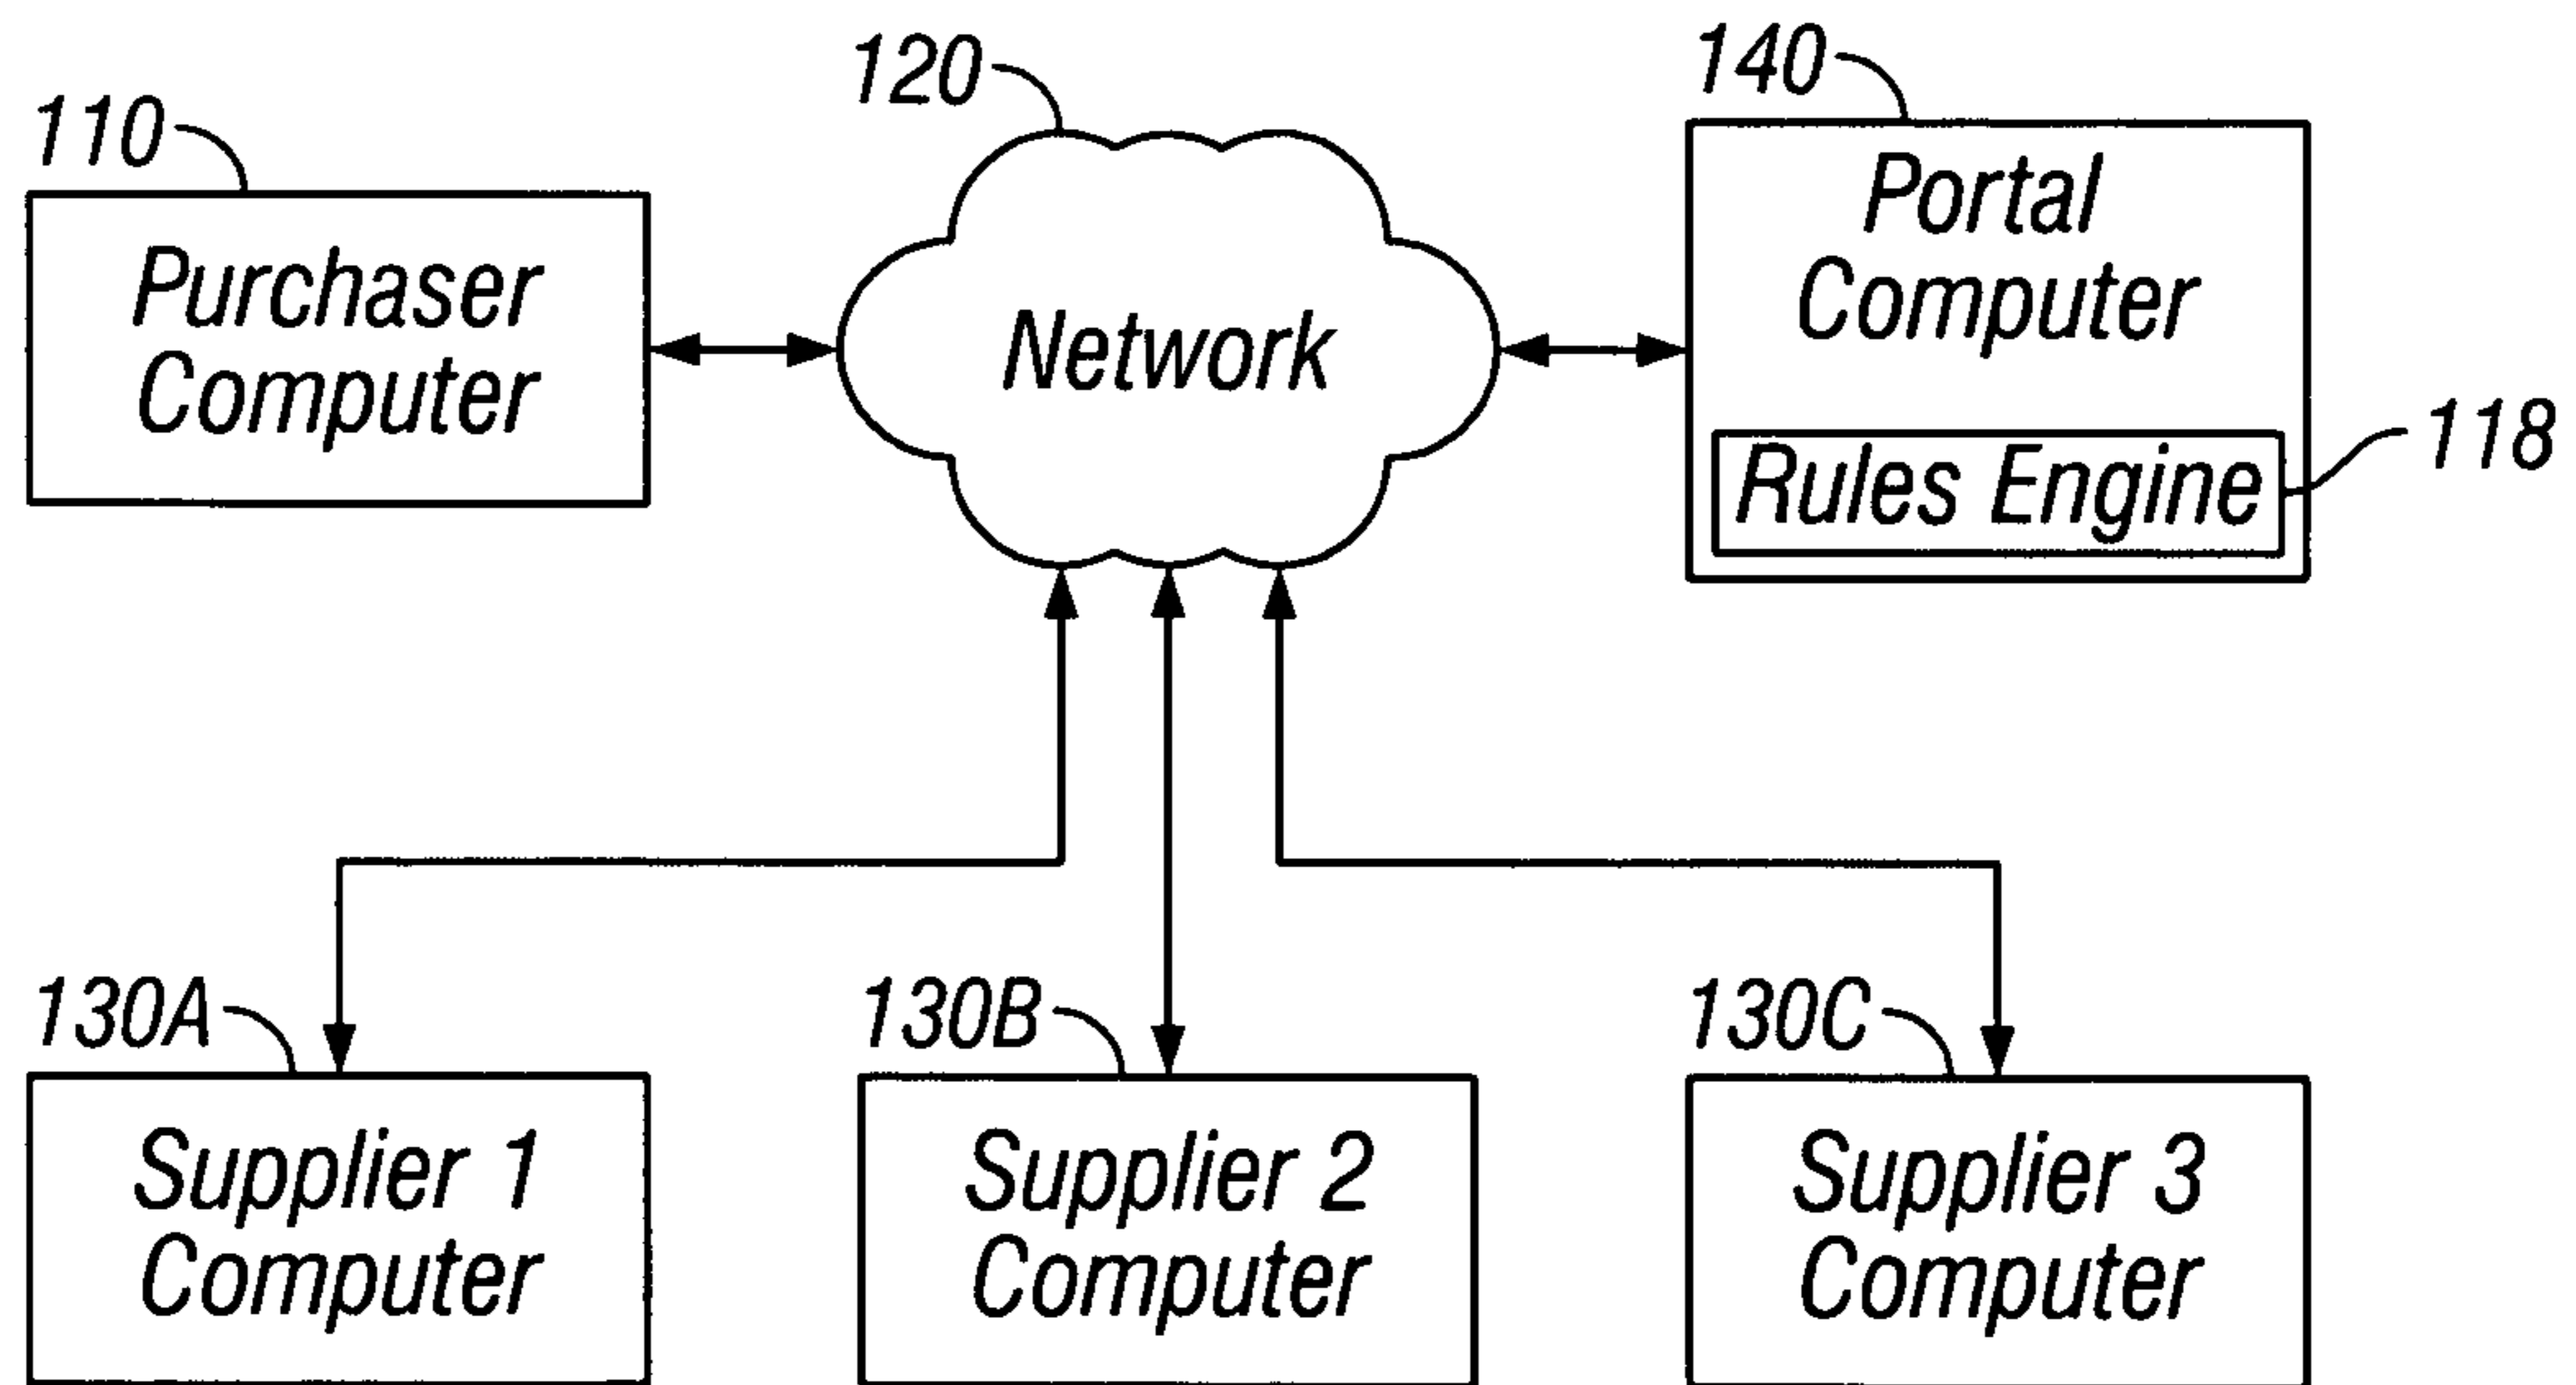 110
Purchaser
Computer
120
Network
140
Portal
Computer
Rules Engine
118
130A
Supplier 1
Computer
130B
Supplier 2
Computer
130C
Supplier 3
Computer